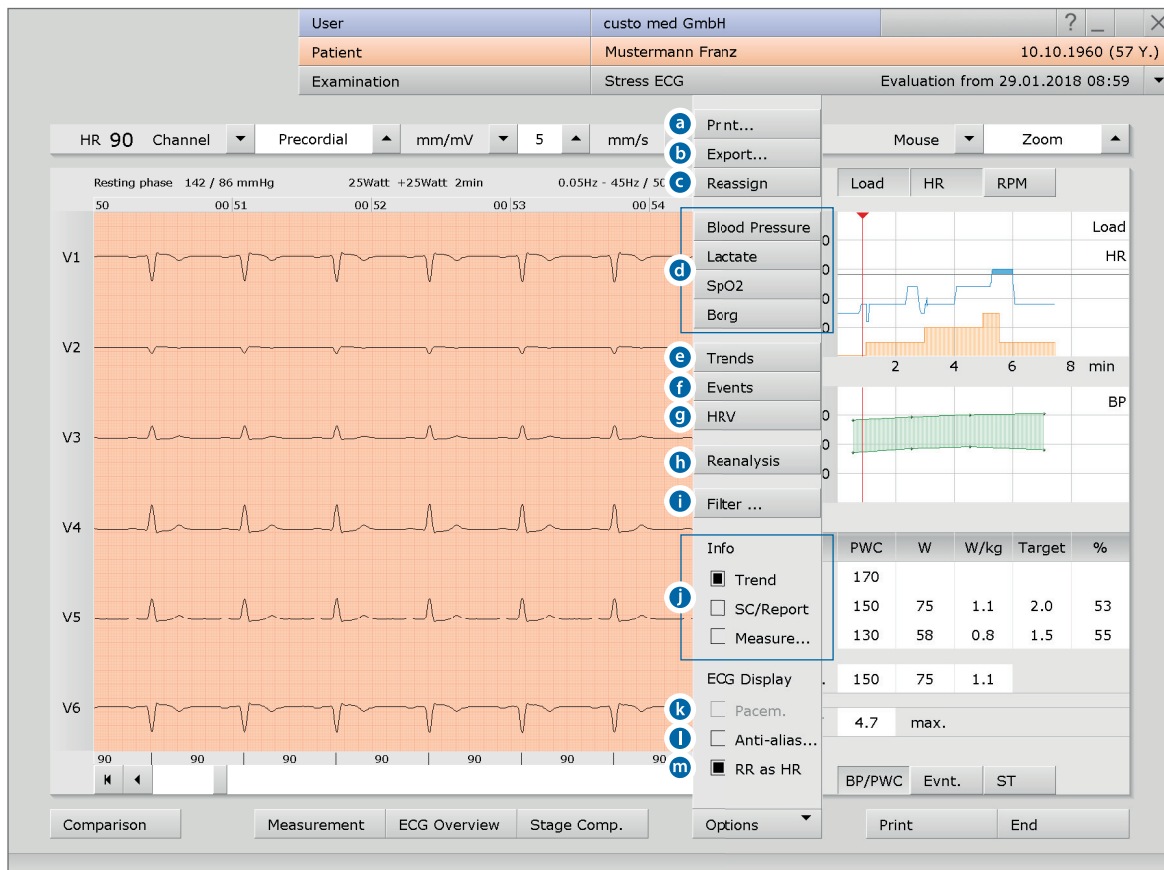 User custo med GmbH ? _
Patient Mustermann Franz 10.10.1960 (57 Y.)
Examination Stress ECG Evaluation from 29.01.2018 08:59
HR 90 Channel Precordial mm/mV 5 mm/s Mouse Zoom
a Print...
b Export...
c Reassign
Resting phase 142 / 86 mmHg 25Watt +25Watt 2min 0.05Hz - 45Hz / 50
Load HR RPM
50 00 51 00 52 00 53 00 54
d
Blood Pressure
Lactate
SpO2
Borg
e Trends
f Events
g HRV
h Reanalysis
i Filter ...
V1
V2
V3
V4
V5
V6
Load
HR
0
0
0
0
2 4 6 8 min
BP
0
0
0
j
Info
Trend
SC/Report
Measure...
PWC W W/kg Target %
170
150 75 1.1 2.0 53
130 58 0.8 1.5 55
. 150 75 1.1
4.7 max.
ECG Display
k Pacem.
l Anti-alias...
m RR as HR
90 90 90 90 90
BP/PWC Evnt. ST
Comparison Measurement ECG Overview Stage Comp. Options Print End